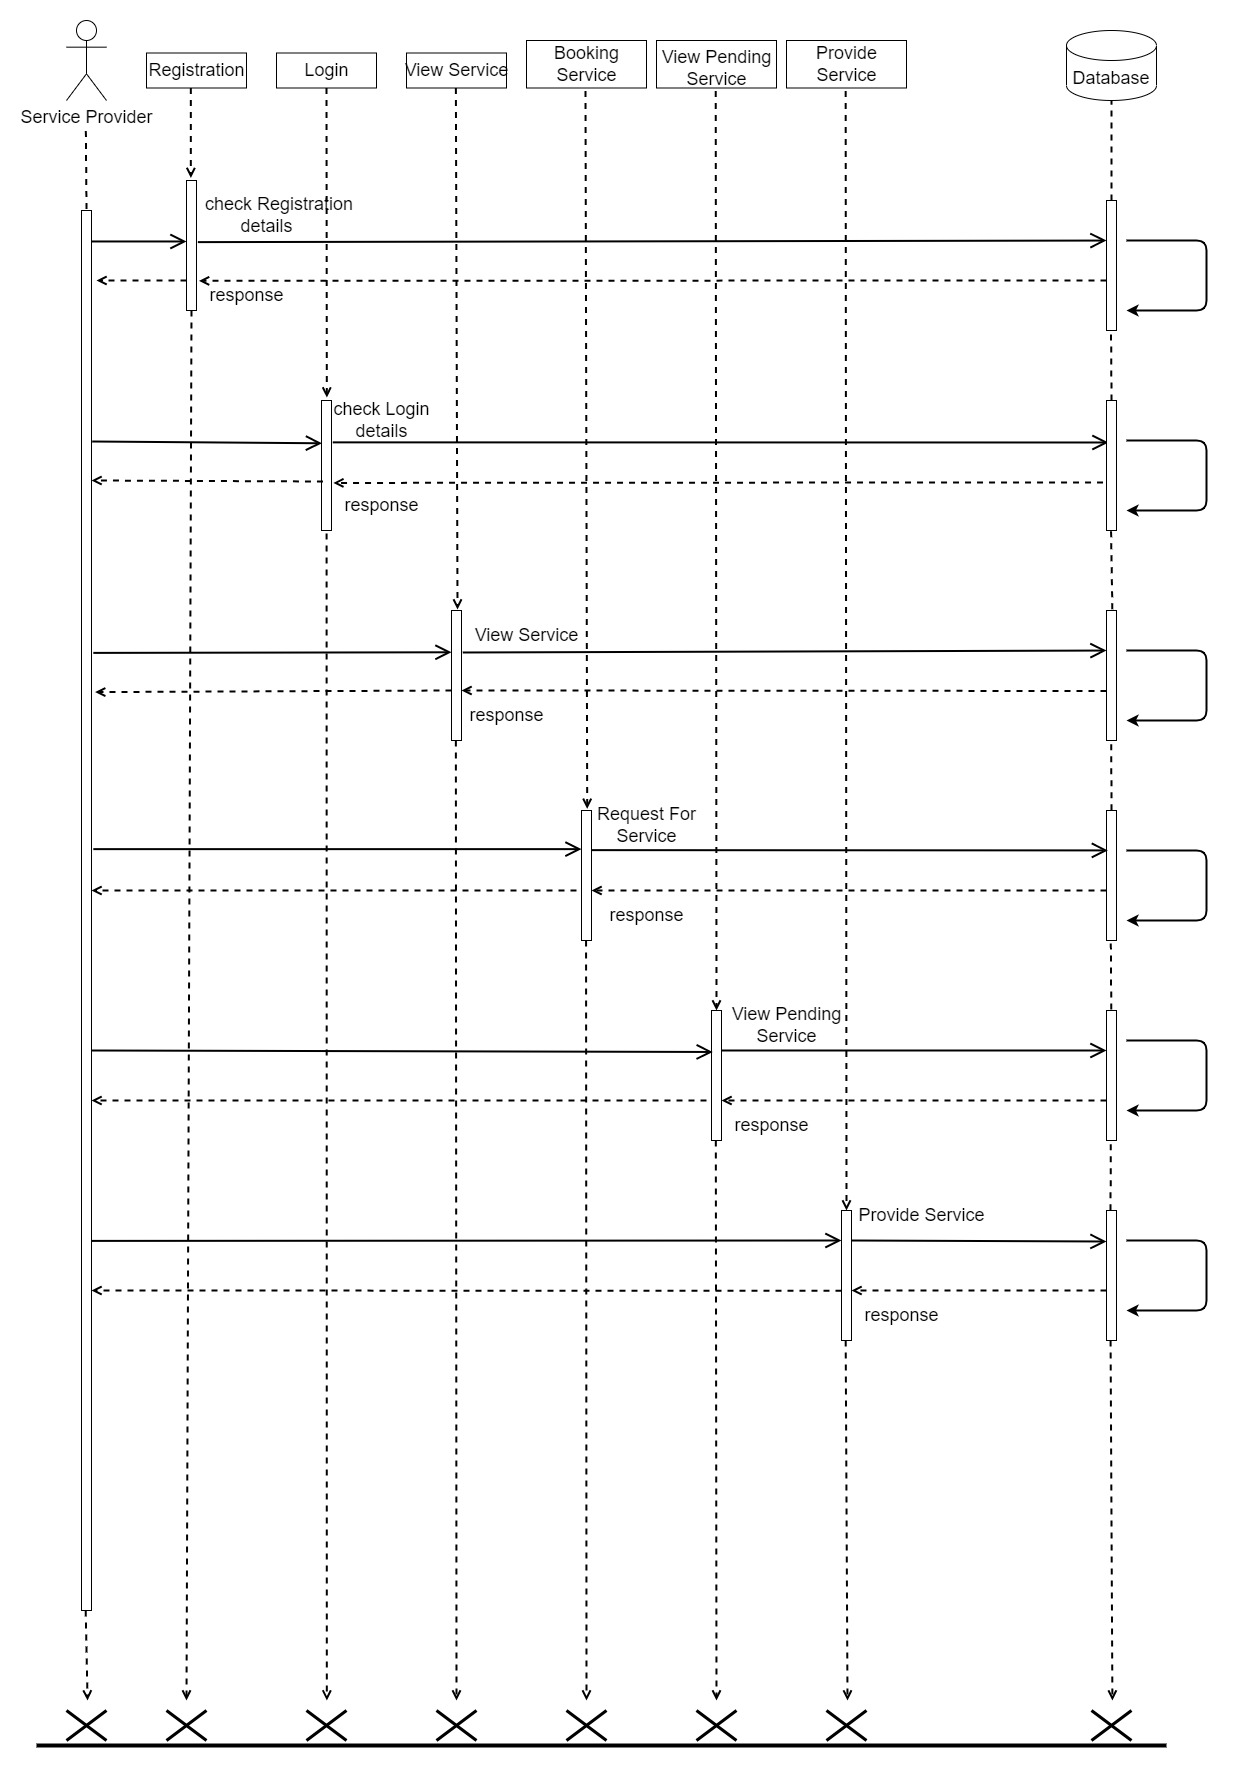 Service Provider
Registration
Login
View Service
Booking
Service
View Pending
Service
Provide
Service
Database
check Registration
details
response
check Login
details
response
View Service
response
Request For
Service
response
View Pending
Service
response
Provide Service
response